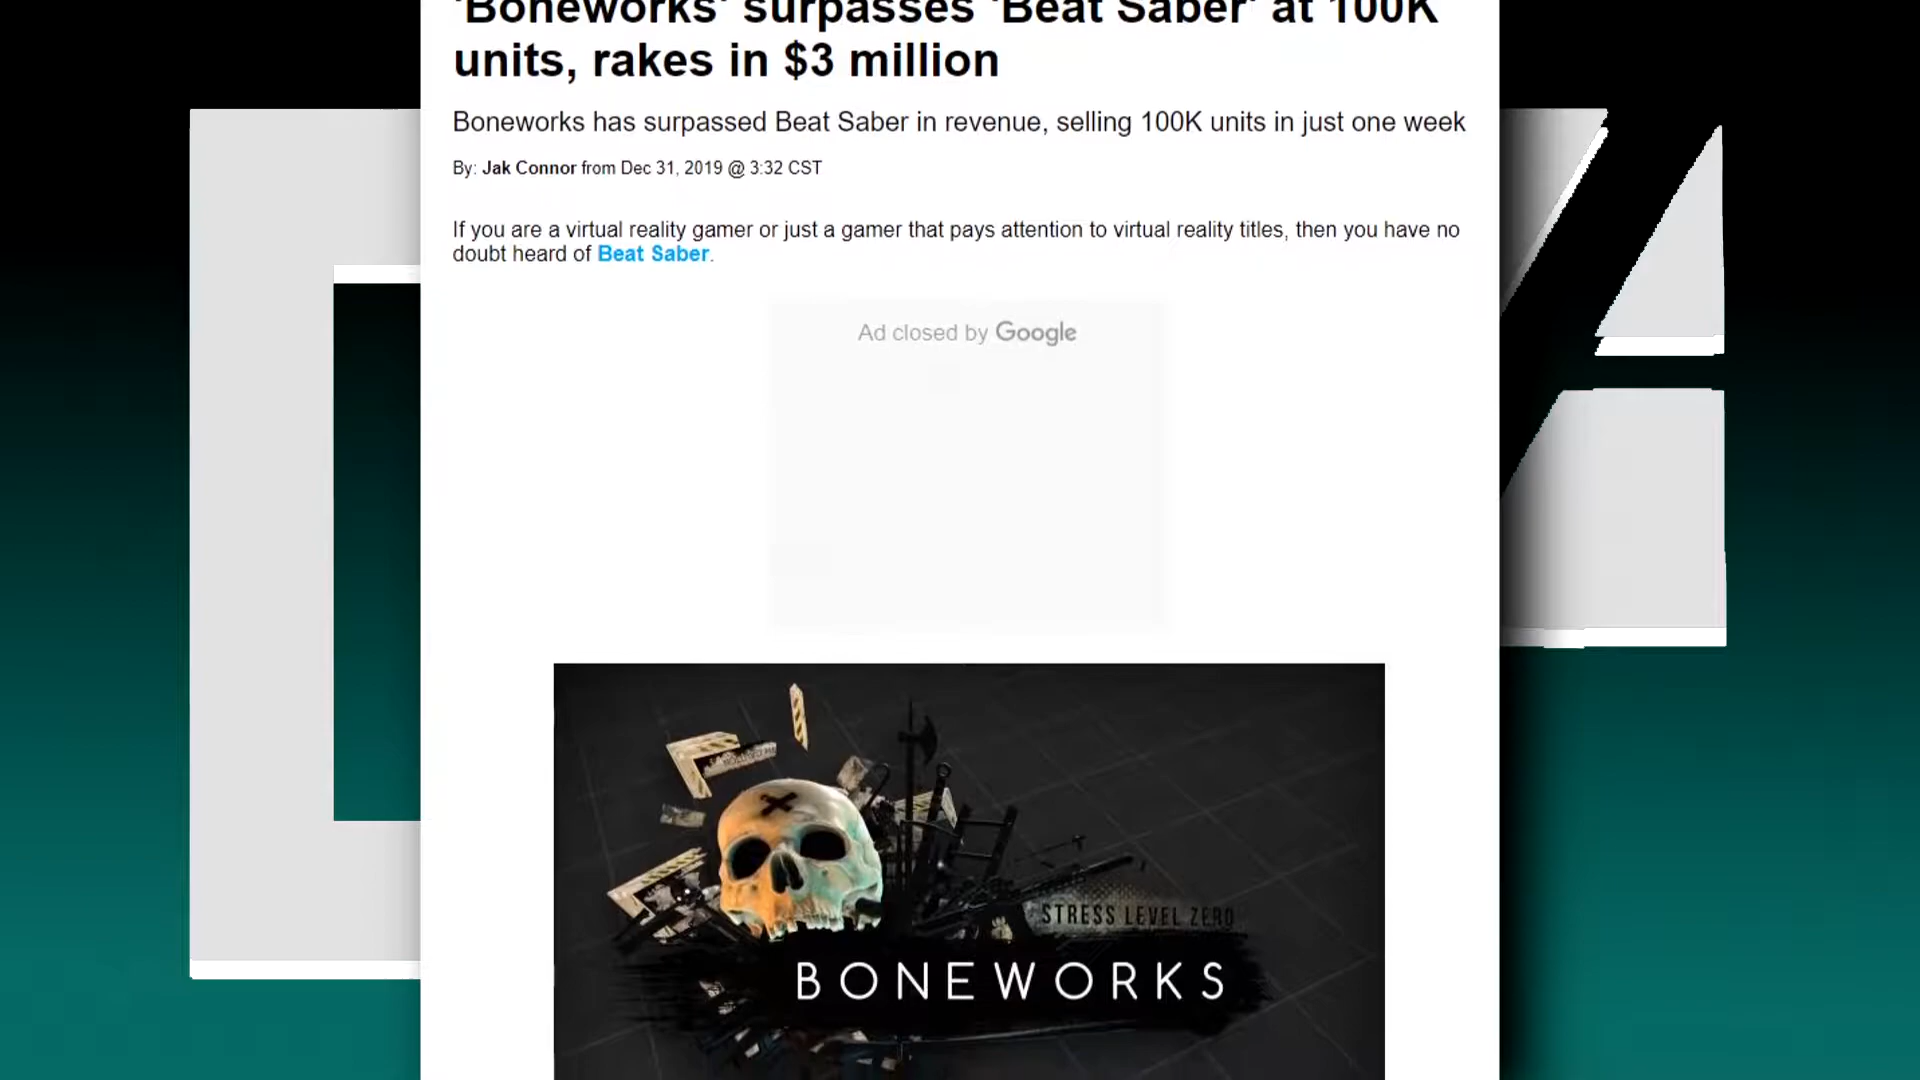 'Boneworks' surpasses 'Beat Saber' at 100K
units, rakes in $3 million
Boneworks has surpassed Beat Saber in revenue, selling 100K units in just one week
By: Jak Connor from Dec 31, 2019 @ 3:32 CST
If you are a virtual reality gamer or just a gamer that pays attention to virtual reality titles, then you have no
doubt heard of Beat Saber.
Ad closed by Google
STRESS LEVEL ZERO
BONEWORKS